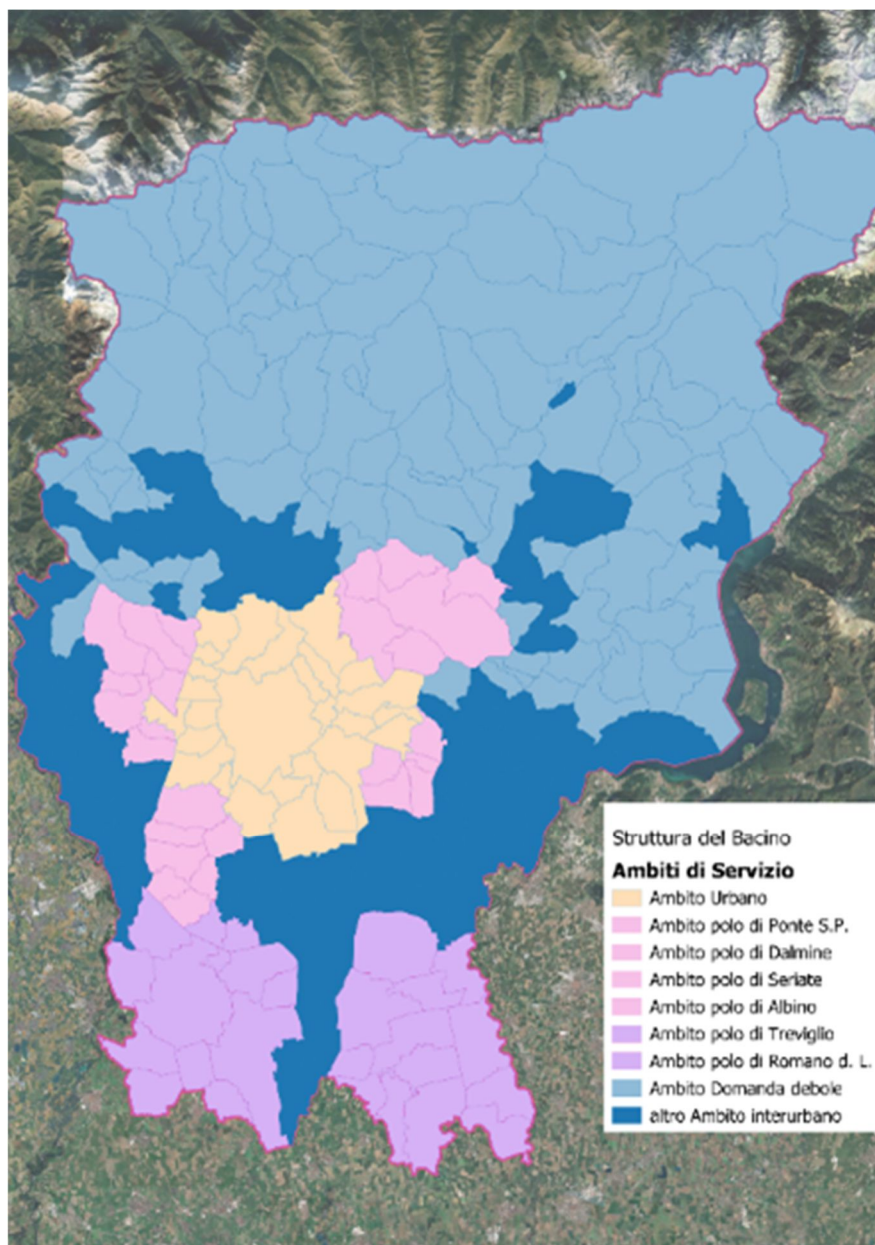 Struttura del Bacino
Ambiti di Servizio
Ambito Urbano
Ambito polo di Ponte S.P.
Ambito polo di Dalmine
Ambito polo di Seriate
Ambito polo di Albino
Ambito polo di Treviglio
Ambito polo di Romano d. L.
Ambito Domanda debole
altro Ambito interurbano